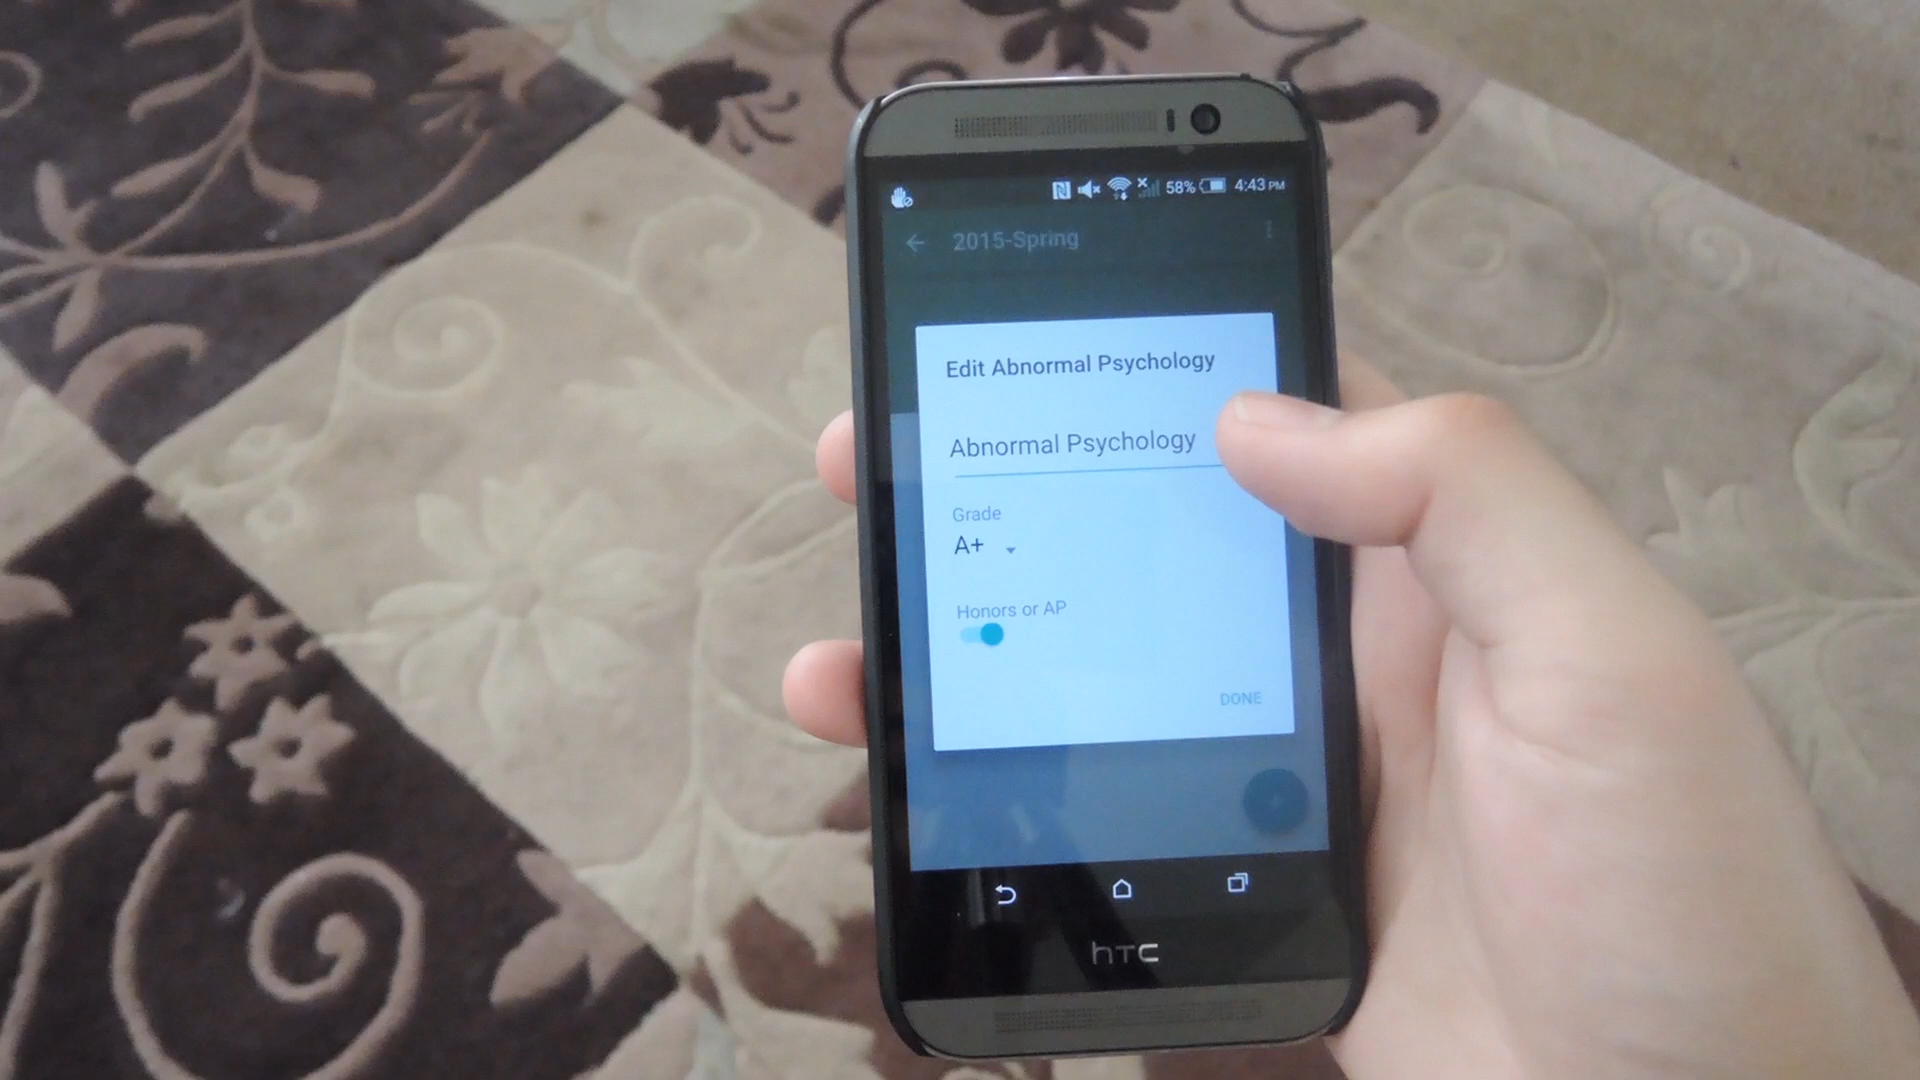 58% 4:43 PM
2015-Spring
Edit Abnormal Psychology
Abnormal Psychology
Grade
A+
Honors or AP
DONE
hTC